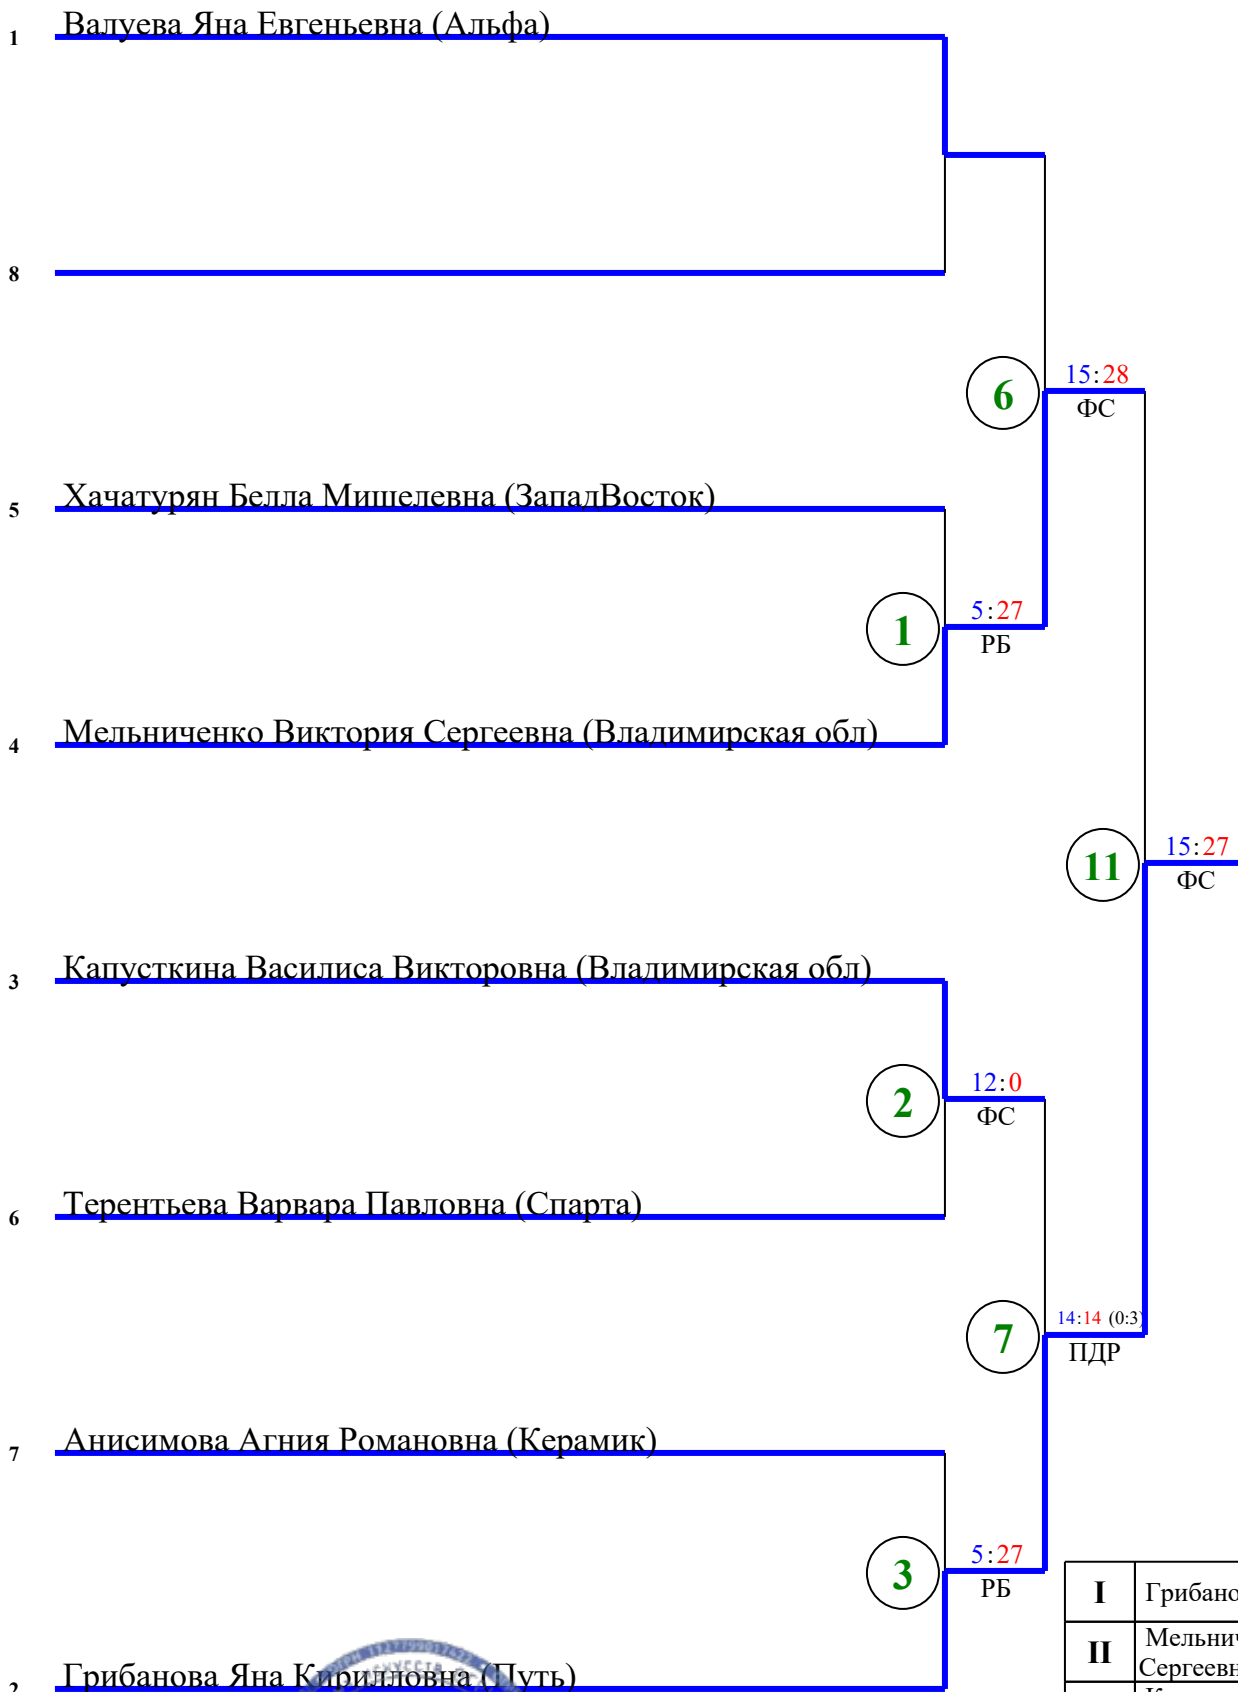 1 Валуева Яна Евгеньевна (Альфа)
8
6 15:28
ФС
5 Хачатурян Белла Мишелевна (ЗападВосток)
1 5:27
РБ
4 Мельниченко Виктория Сергеевна (Владимирская обл)
11 15:27
ФС
3 Капусткина Василиса Викторовна (Владимирская обл)
2 12:0
ФС
6 Терентьева Варвара Павловна (Спарта)
7 14:14 (0:3)
ПДР
7 Анисимова Агния Романовна (Керамик)
3 5:27
РБ
I Грибано
II Мельнич
Сергеевн
2 Грибанова Яна Кирилловна (Путь)